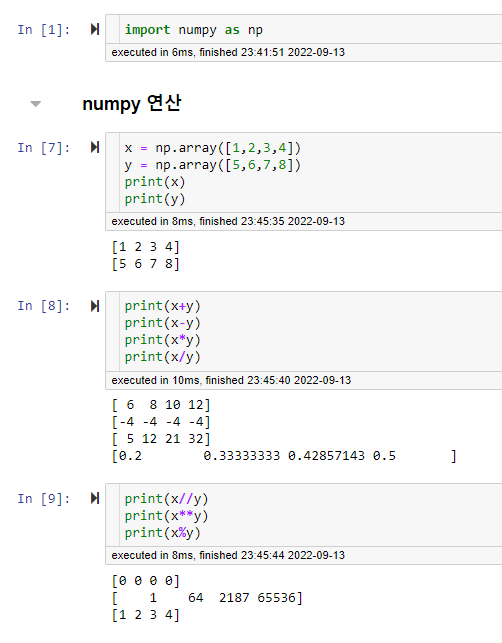 In [1]: import numpy as np
executed in 6ms, finished 23:41:51 2022-09-13
numpy 연산
In [7]: x = np.array([1,2,3,4])
y = np.array([5,6,7,8])
print(x)
print(y)
executed in 8ms, finished 23:45:35 2022-09-13
[1 2 3 4]
[5 6 7 8]
In [8]: print(x+y)
print(x-y)
print(x*y)
print(x/y)
executed in 10ms, finished 23:45:40 2022-09-13
[ 6  8 10 12]
[-4 -4 -4 -4]
[ 5 12 21 32]
[0.2        0.33333333 0.42857143 0.5       ]
In [9]: print(x//y)
print(x**y)
print(x%y)
executed in 8ms, finished 23:45:44 2022-09-13
[0 0 0 0]
[    1    64  2187 65536]
[1 2 3 4]